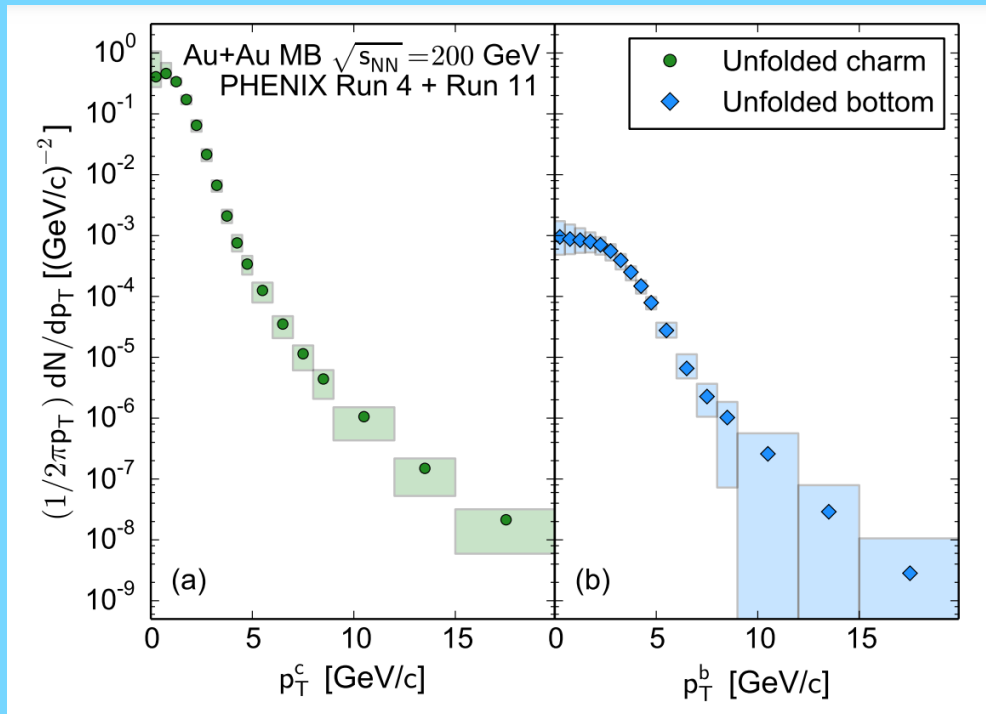 Au+Au MB √s_NN = 200 GeV
PHENIX Run 4 + Run 11
Unfolded charm
Unfolded bottom
(1/2πp_T) dN/dp_T [(GeV/c)^-2]
10^0
10^-1
10^-2
10^-3
10^-4
10^-5
10^-6
10^-7
10^-8
10^-9
(a)
(b)
0 5 10 15 0 5 10 15
p_T^c [GeV/c]
p_T^b [GeV/c]